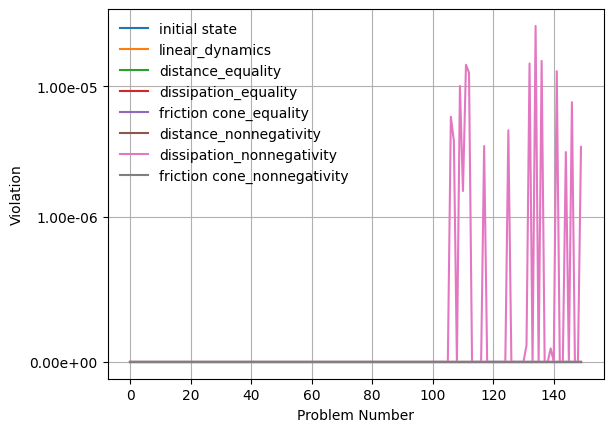 initial state
linear_dynamics
distance_equality
dissipation_equality
friction cone_equality
distance_nonnegativity
dissipation_nonnegativity
friction cone_nonnegativity
1.00e-05
1.00e-06
0.00e+00
Violation
0 20 40 60 80 100 120 140
Problem Number